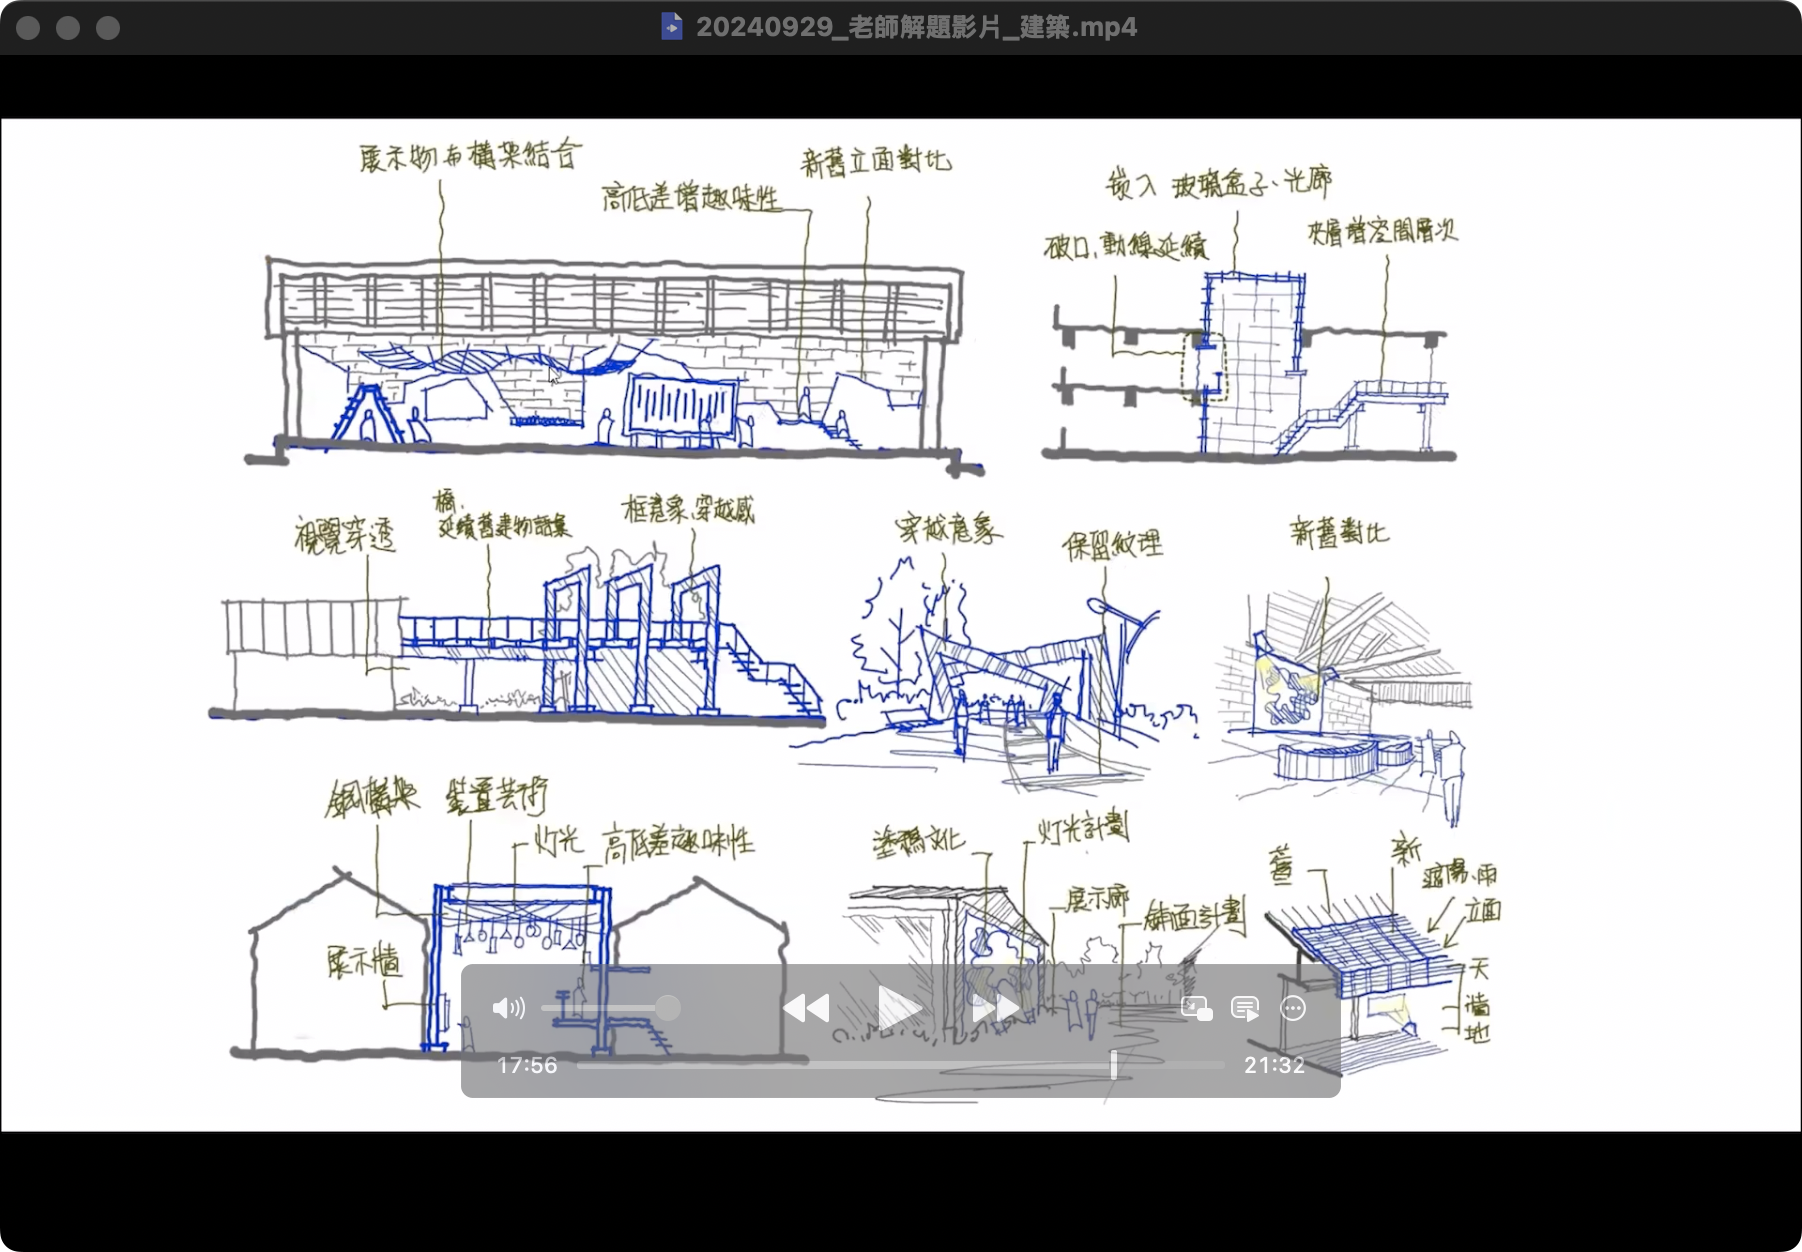 20240929_老師解題影片_建築.mp4
展示物布構架結合
高低差增趣味性
新舊立面對比
嵌入玻璃盒子、光廊
破口,動線延續
夾層增空間層次
視覺穿透
橋,
延續舊建物語彙
框意象,穿越感
穿越意象
保留紋理
新舊對比
鋼構架
裝置芸術
灯光
高低差趣味性
展示牆
塗鴉文化
灯光計劃
展示廊
鋪面計劃
舊
新
遮陽、雨
立面
天
牆
地
17:56
21:32